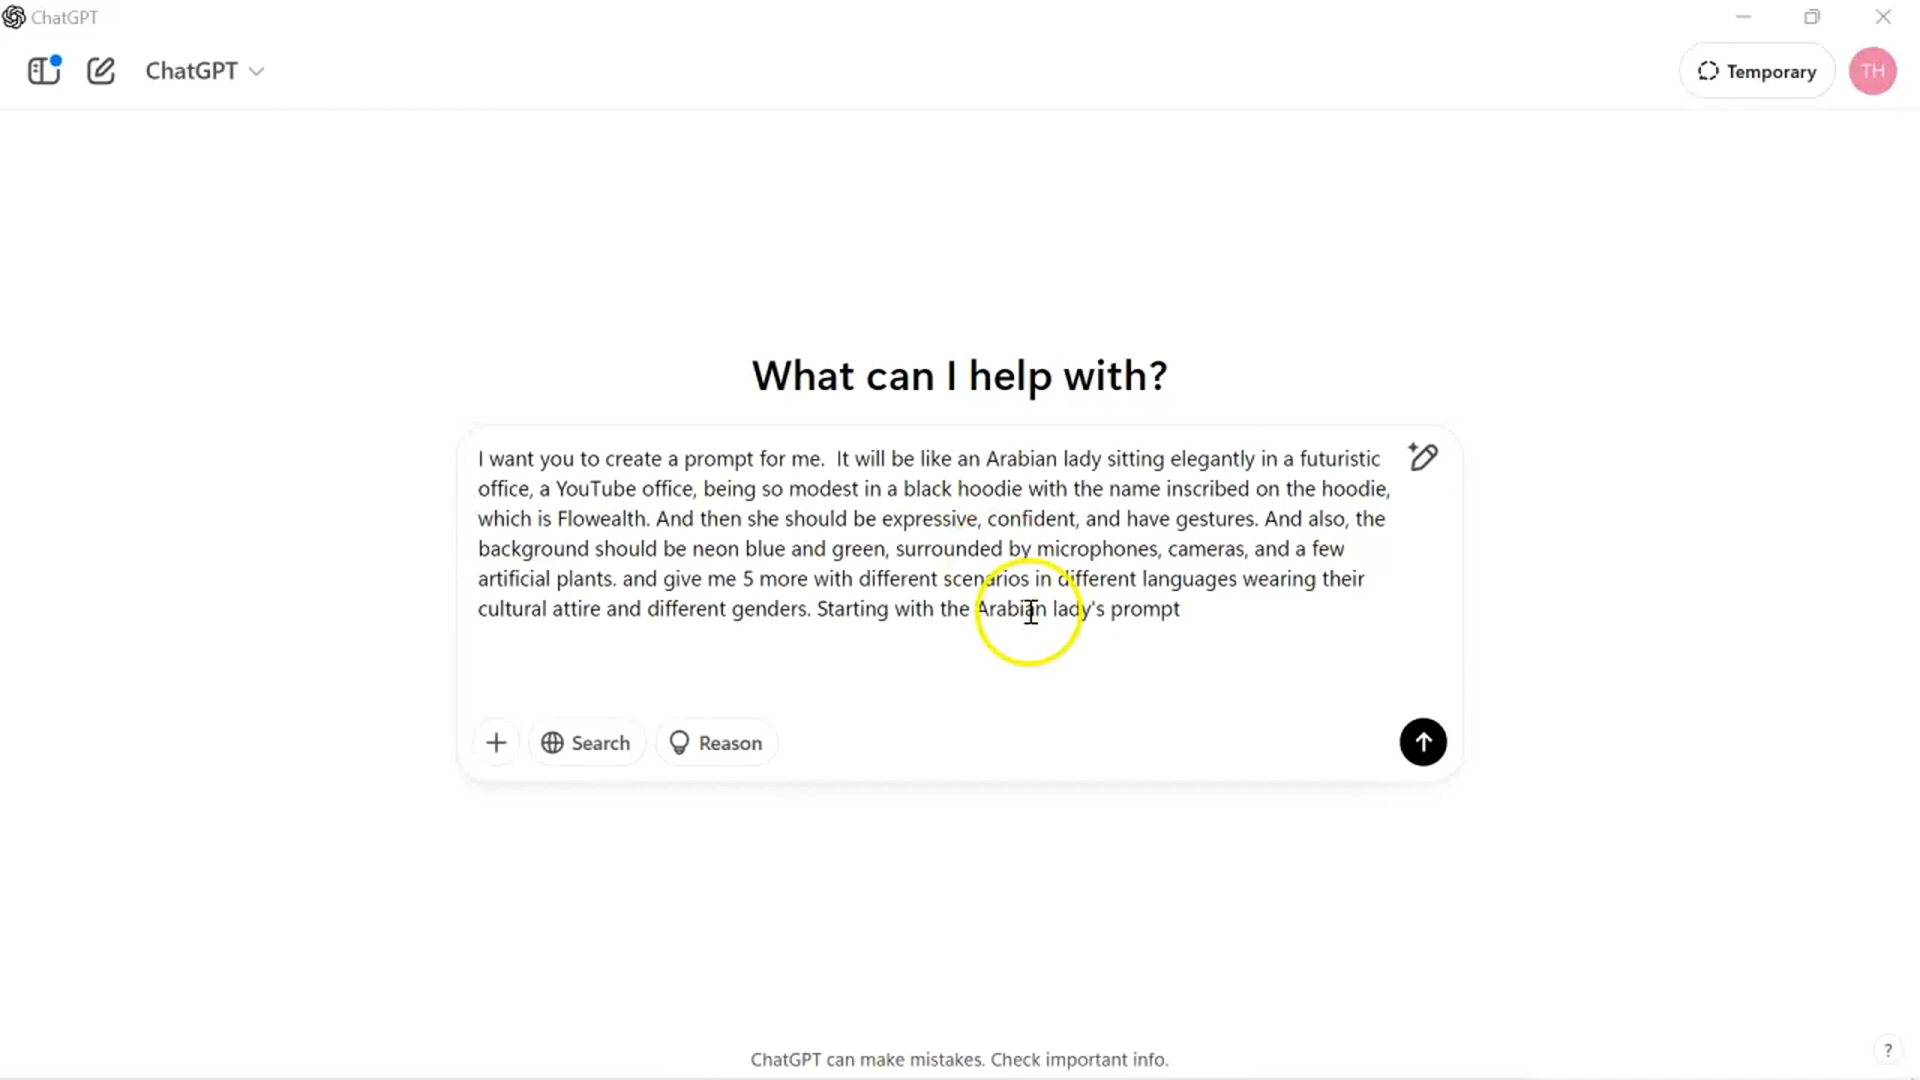 ChatGPT
ChatGPT
Temporary
TH
What can I help with?
I want you to create a prompt for me.  It will be like an Arabian lady sitting elegantly in a futuristic
office, a YouTube office, being so modest in a black hoodie with the name inscribed on the hoodie,
which is Flowealth. And then she should be expressive, confident, and have gestures. And also, the
background should be neon blue and green, surrounded by microphones, cameras, and a few
artificial plants. and give me 5 more with different scenarios in different languages wearing their
cultural attire and different genders. Starting with the Arabian lady's prompt
Search
Reason
ChatGPT can make mistakes. Check important info.
?